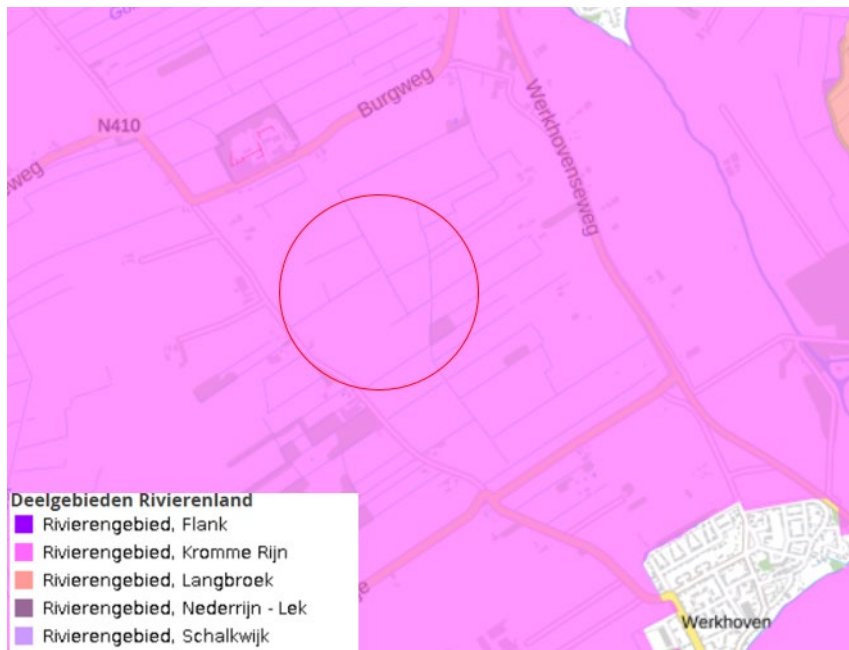 N410
Burgweg
Werkhovenseweg
weg
Deelgebieden Rivierenland
Rivierengebied, Flank
Rivierengebied, Kromme Rijn
Rivierengebied, Langbroek
Rivierengebied, Nederrijn - Lek
Rivierengebied, Schalkwijk
Werkhoven